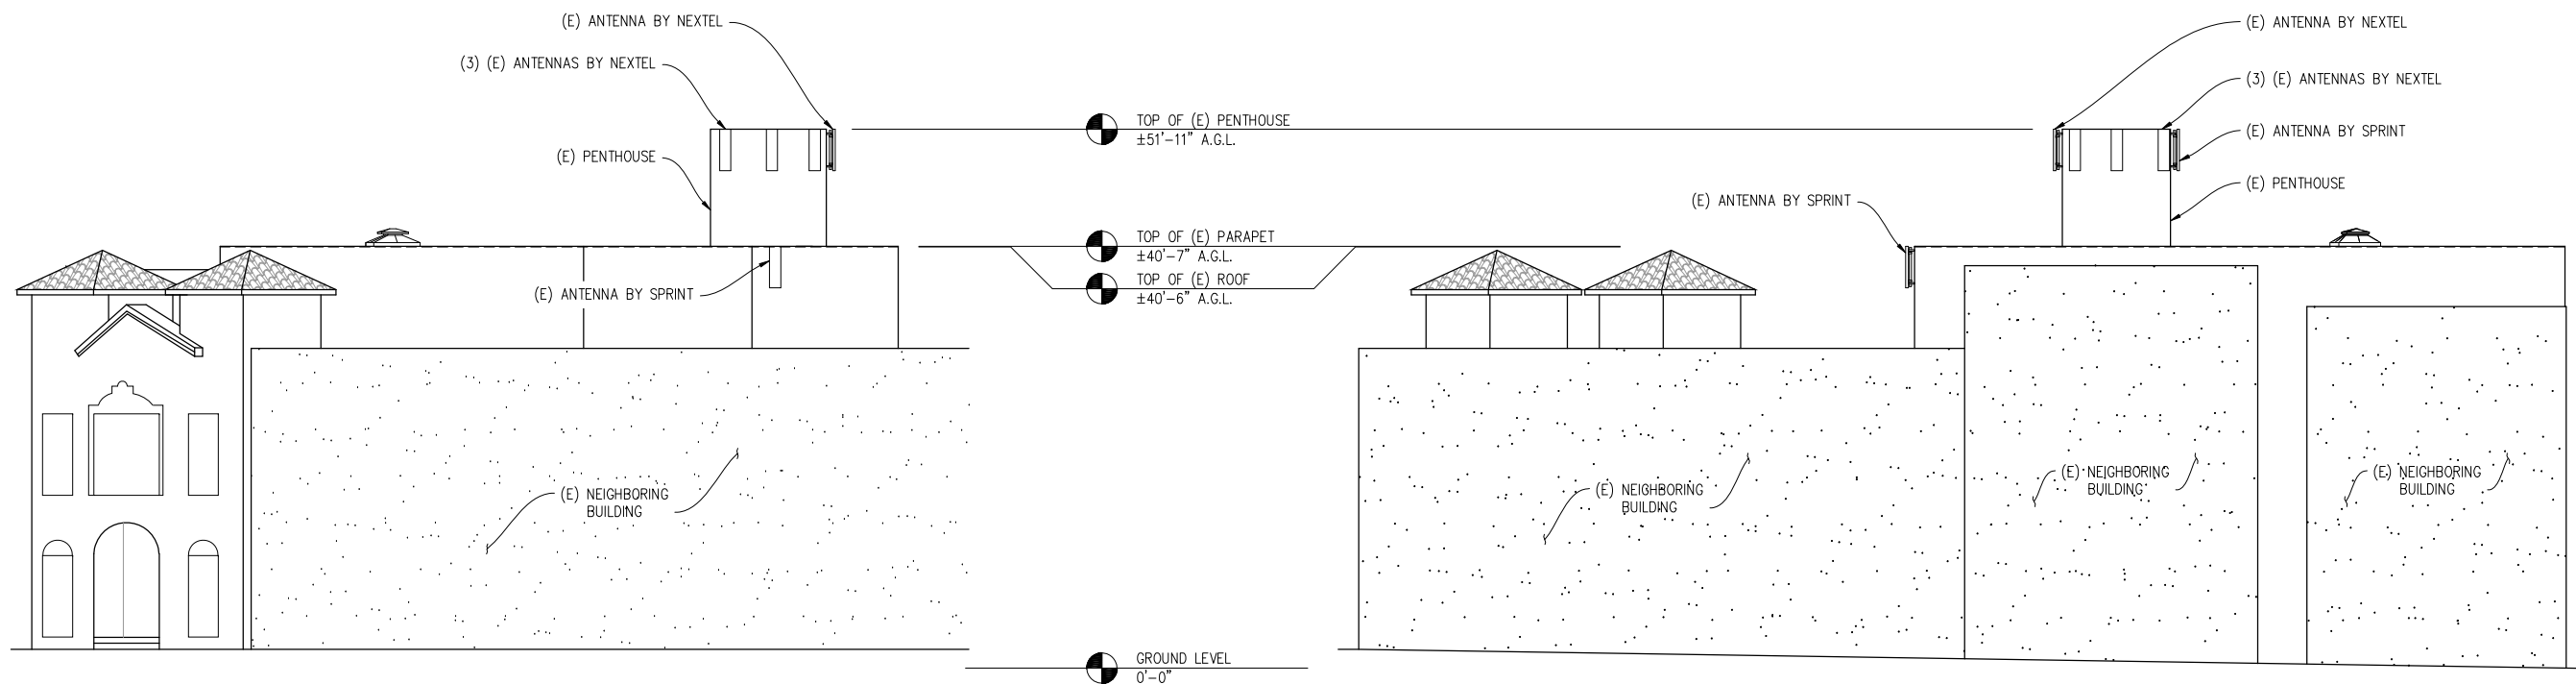 (E) ANTENNA BY NEXTEL
(3) (E) ANTENNAS BY NEXTEL
(E) PENTHOUSE
(E) ANTENNA BY SPRINT
(E) NEIGHBORING
BUILDING
TOP OF (E) PENTHOUSE
±51'-11" A.G.L.
TOP OF (E) PARAPET
±40'-7" A.G.L.
TOP OF (E) ROOF
±40'-6" A.G.L.
GROUND LEVEL
0'-0"
(E) ANTENNA BY NEXTEL
(3) (E) ANTENNAS BY NEXTEL
(E) ANTENNA BY SPRINT
(E) PENTHOUSE
(E) ANTENNA BY SPRINT
(E) NEIGHBORING
BUILDING
(E) NEIGHBORING
BUILDING
(E) NEIGHBORING
BUILDING